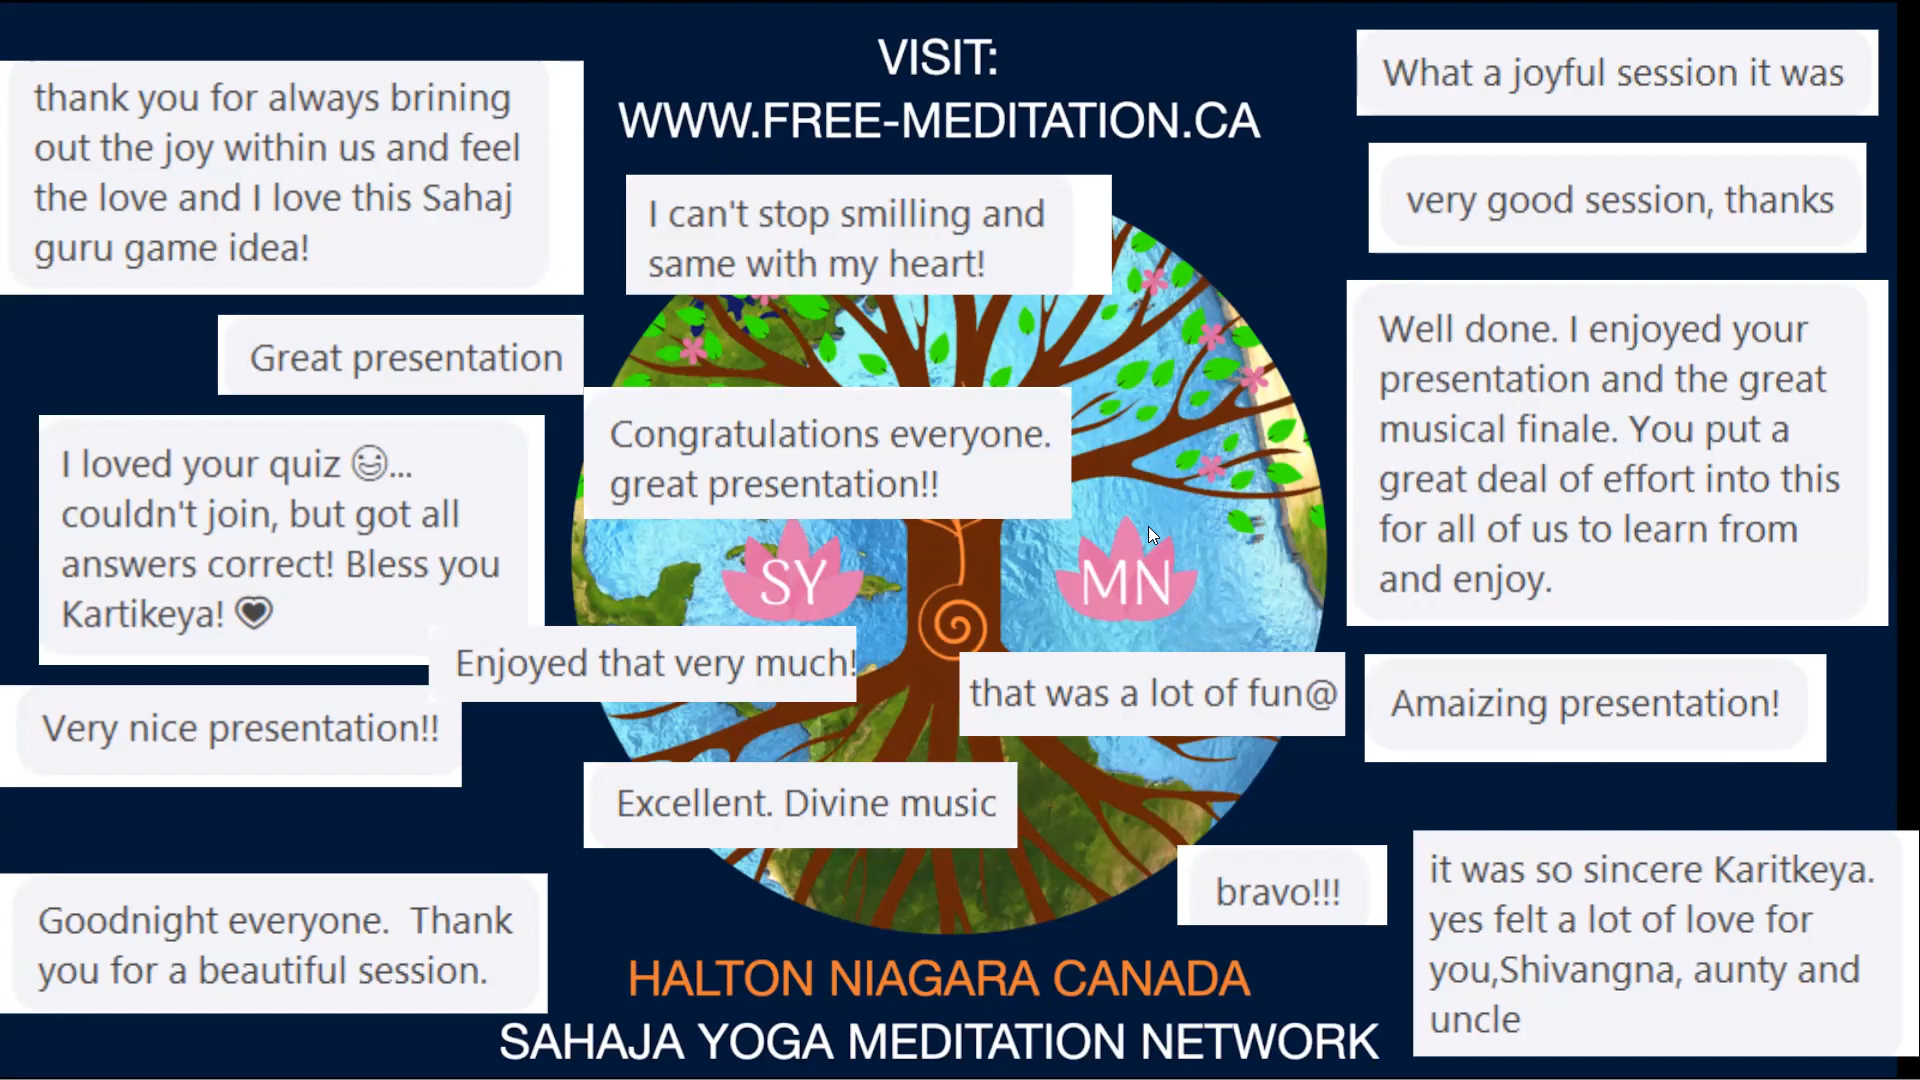 VISIT:
WWW.FREE-MEDITATION.CA
thank you for always brining
out the joy within us and feel
the love and I love this Sahaj
guru game idea!
Great presentation
I loved your quiz 😄...
couldn't join, but got all
answers correct! Bless you
Kartikeya! 💗
Very nice presentation!!
Goodnight everyone.  Thank
you for a beautiful session.
I can't stop smilling and
same with my heart!
Congratulations everyone.
great presentation!!
SY
MN
Enjoyed that very much!
that was a lot of fun@
Excellent. Divine music
bravo!!!
What a joyful session it was
very good session, thanks
Well done. I enjoyed your
presentation and the great
musical finale. You put a
great deal of effort into this
for all of us to learn from
and enjoy.
Amaizing presentation!
it was so sincere Karitkeya.
yes felt a lot of love for
you,Shivangna, aunty and
uncle
HALTON NIAGARA CANADA
SAHAJA YOGA MEDITATION NETWORK